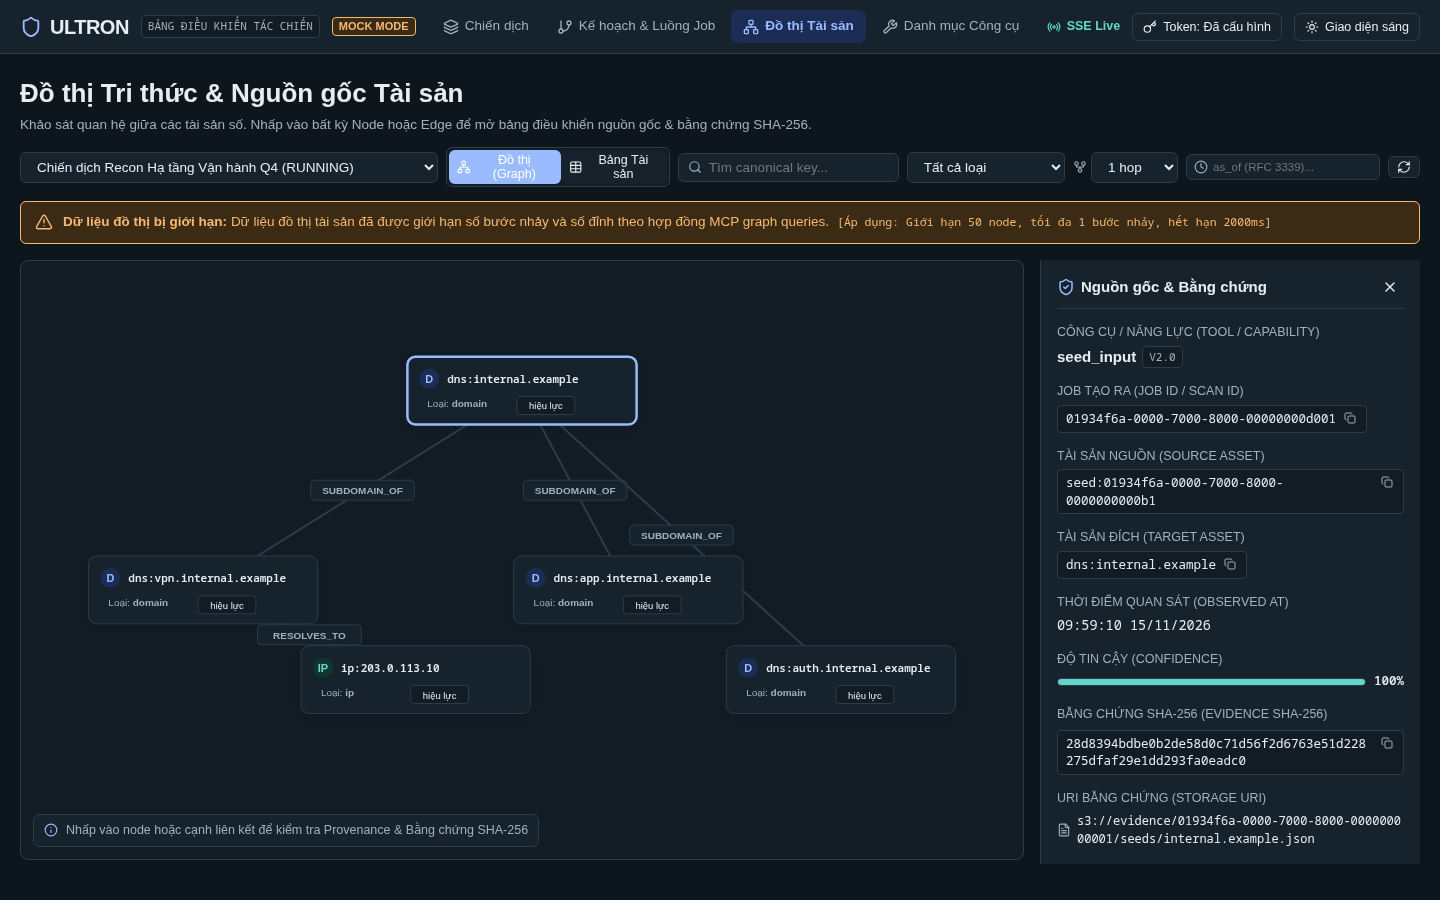 ULTRON
BẢNG ĐIỀU KHIỂN TÁC CHIẾN
MOCK MODE
Chiến dịch
Kế hoạch & Luồng Job
Đồ thị Tài sản
Danh mục Công cụ
SSE Live
Token: Đã cấu hình
Giao diện sáng
Đồ thị Tri thức & Nguồn gốc Tài sản
Khảo sát quan hệ giữa các tài sản số. Nhấp vào bất kỳ Node hoặc Edge để mở bảng điều khiển nguồn gốc & bằng chứng SHA-256.
Chiến dịch Recon Hạ tầng Vận hành Q4 (RUNNING)
Đồ thị
(Graph)
Bảng Tài
sản
Tìm canonical key...
Tất cả loại
1 hop
as_of (RFC 3339)...
Dữ liệu đồ thị bị giới hạn: Dữ liệu đồ thị tài sản đã được giới hạn số bước nhảy và số đỉnh theo hợp đồng MCP graph queries. [Áp dụng: Giới hạn 50 node, tối đa 1 bước nhảy, hết hạn 2000ms]
D dns:internal.example
Loại: domain hiệu lực
SUBDOMAIN_OF
SUBDOMAIN_OF
SUBDOMAIN_OF
D dns:vpn.internal.example
Loại: domain hiệu lực
D dns:app.internal.example
Loại: domain hiệu lực
RESOLVES_TO
IP ip:203.0.113.10
Loại: ip hiệu lực
D dns:auth.internal.example
Loại: domain hiệu lực
Nhấp vào node hoặc cạnh liên kết để kiểm tra Provenance & Bằng chứng SHA-256
Nguồn gốc & Bằng chứng
CÔNG CỤ / NĂNG LỰC (TOOL / CAPABILITY)
seed_input V2.0
JOB TẠO RA (JOB ID / SCAN ID)
01934f6a-0000-7000-8000-00000000d001
TÀI SẢN NGUỒN (SOURCE ASSET)
seed:01934f6a-0000-7000-8000-
0000000000b1
TÀI SẢN ĐÍCH (TARGET ASSET)
dns:internal.example
THỜI ĐIỂM QUAN SÁT (OBSERVED AT)
09:59:10 15/11/2026
ĐỘ TIN CẬY (CONFIDENCE)
100%
BẰNG CHỨNG SHA-256 (EVIDENCE SHA-256)
28d8394bdbe0b2de58d0c71d56f2d6763e51d228
275dfaf29e1dd293fa0eadc0
URI BẰNG CHỨNG (STORAGE URI)
s3://evidence/01934f6a-0000-7000-8000-0000000
00001/seeds/internal.example.json